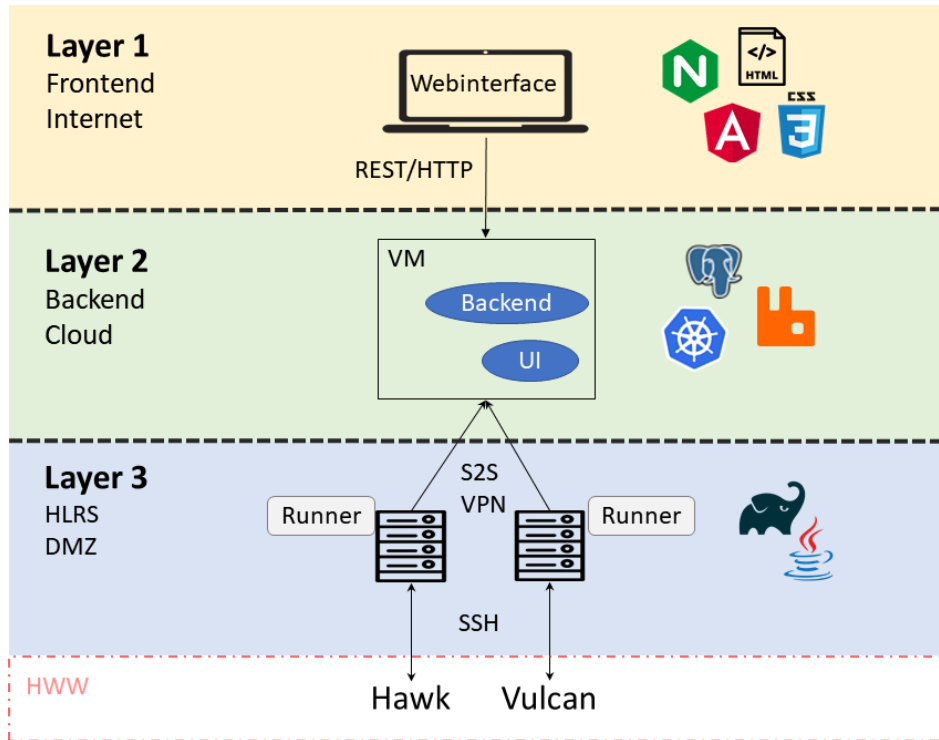 Layer 1
Frontend
Internet
Webinterface
N
</>
HTML
A
CSS
3
REST/HTTP
Layer 2
Backend
Cloud
VM
Backend
UI
Layer 3
HLRS
DMZ
S2S
VPN
Runner
Runner
SSH
HWW
Hawk
Vulcan